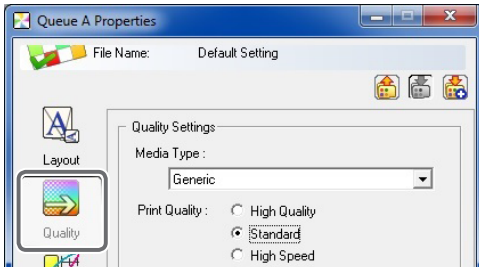 Queue A Properties
File Name: Default Setting
Layout
Quality Settings
Media Type :
Generic
Quality
Print Quality : High Quality
Standard
High Speed